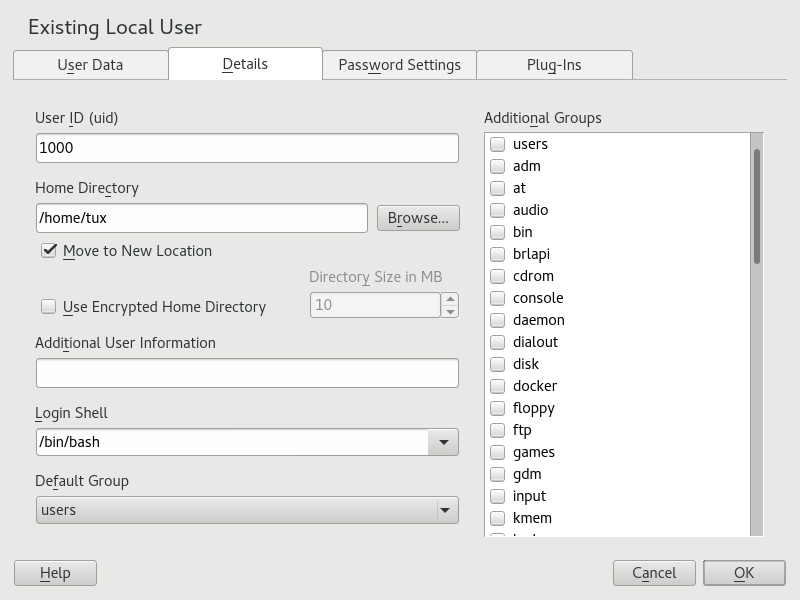 Existing Local User
User Data
Details
Password Settings
Plug-Ins
User ID (uid)
1000
Home Directory
/home/tux
Browse...
Move to New Location
Directory Size in MB
Use Encrypted Home Directory
10
Additional User Information
Login Shell
/bin/bash
Default Group
users
Additional Groups
users
adm
at
audio
bin
brlapi
cdrom
console
daemon
dialout
disk
docker
floppy
ftp
games
gdm
input
kmem
Help
Cancel
OK